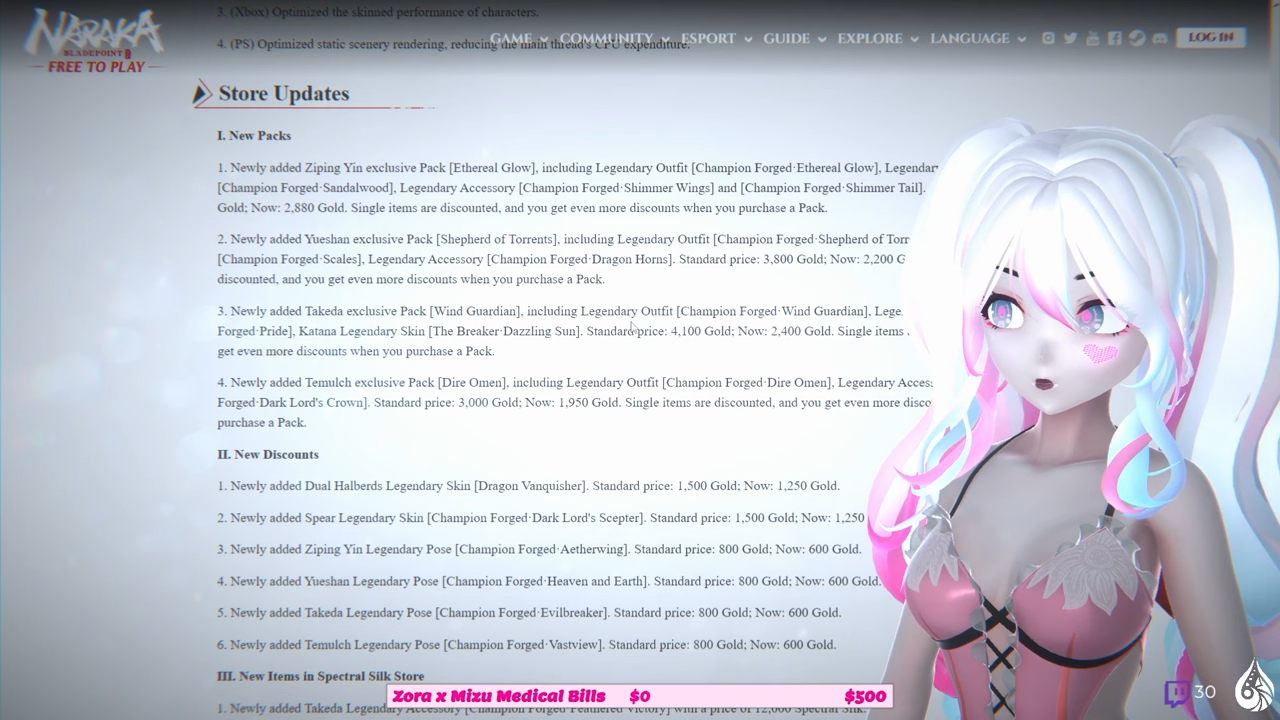 3. (Xbox) Optimized the skinned performance of characters.
NARAKA
BLADEPOINT
FREE TO PLAY
4. (PS) Optimized static scenery rendering, reducing the main thread's CPU expenditure.
GAME COMMUNITY ESPORT GUIDE EXPLORE LANGUAGE LOG IN
Store Updates
I. New Packs
1. Newly added Ziping Yin exclusive Pack [Ethereal Glow], including Legendary Outfit [Champion Forged·Ethereal Glow], Legendar
[Champion Forged·Sandalwood], Legendary Accessory [Champion Forged·Shimmer Wings] and [Champion Forged·Shimmer Tail].
Gold; Now: 2,880 Gold. Single items are discounted, and you get even more discounts when you purchase a Pack.
2. Newly added Yueshan exclusive Pack [Shepherd of Torrents], including Legendary Outfit [Champion Forged·Shepherd of Torr
[Champion Forged·Scales], Legendary Accessory [Champion Forged·Dragon Horns]. Standard price: 3,800 Gold; Now: 2,200 G
discounted, and you get even more discounts when you purchase a Pack.
3. Newly added Takeda exclusive Pack [Wind Guardian], including Legendary Outfit [Champion Forged·Wind Guardian], Lege
Forged·Pride], Katana Legendary Skin [The Breaker·Dazzling Sun]. Standard price: 4,100 Gold; Now: 2,400 Gold. Single items
get even more discounts when you purchase a Pack.
4. Newly added Temulch exclusive Pack [Dire Omen], including Legendary Outfit [Champion Forged·Dire Omen], Legendary Acces
Forged·Dark Lord's Crown]. Standard price: 3,000 Gold; Now: 1,950 Gold. Single items are discounted, and you get even more disco
purchase a Pack.
II. New Discounts
1. Newly added Dual Halberds Legendary Skin [Dragon Vanquisher]. Standard price: 1,500 Gold; Now: 1,250 Gold.
2. Newly added Spear Legendary Skin [Champion Forged·Dark Lord's Scepter]. Standard price: 1,500 Gold; Now: 1,250
3. Newly added Ziping Yin Legendary Pose [Champion Forged·Aetherwing]. Standard price: 800 Gold; Now: 600 Gold.
4. Newly added Yueshan Legendary Pose [Champion Forged·Heaven and Earth]. Standard price: 800 Gold; Now: 600 Gold.
5. Newly added Takeda Legendary Pose [Champion Forged·Evilbreaker]. Standard price: 800 Gold; Now: 600 Gold.
6. Newly added Temulch Legendary Pose [Champion Forged·Vastview]. Standard price: 800 Gold; Now: 600 Gold.
III. New Items in Spectral Silk Store
Zora x Mizu Medical Bills $0 $500
30
1. Newly added Takeda Legendary Accessory [Champion Forged·Feathered Victory] with a price of 12,000 Spectral Silk.